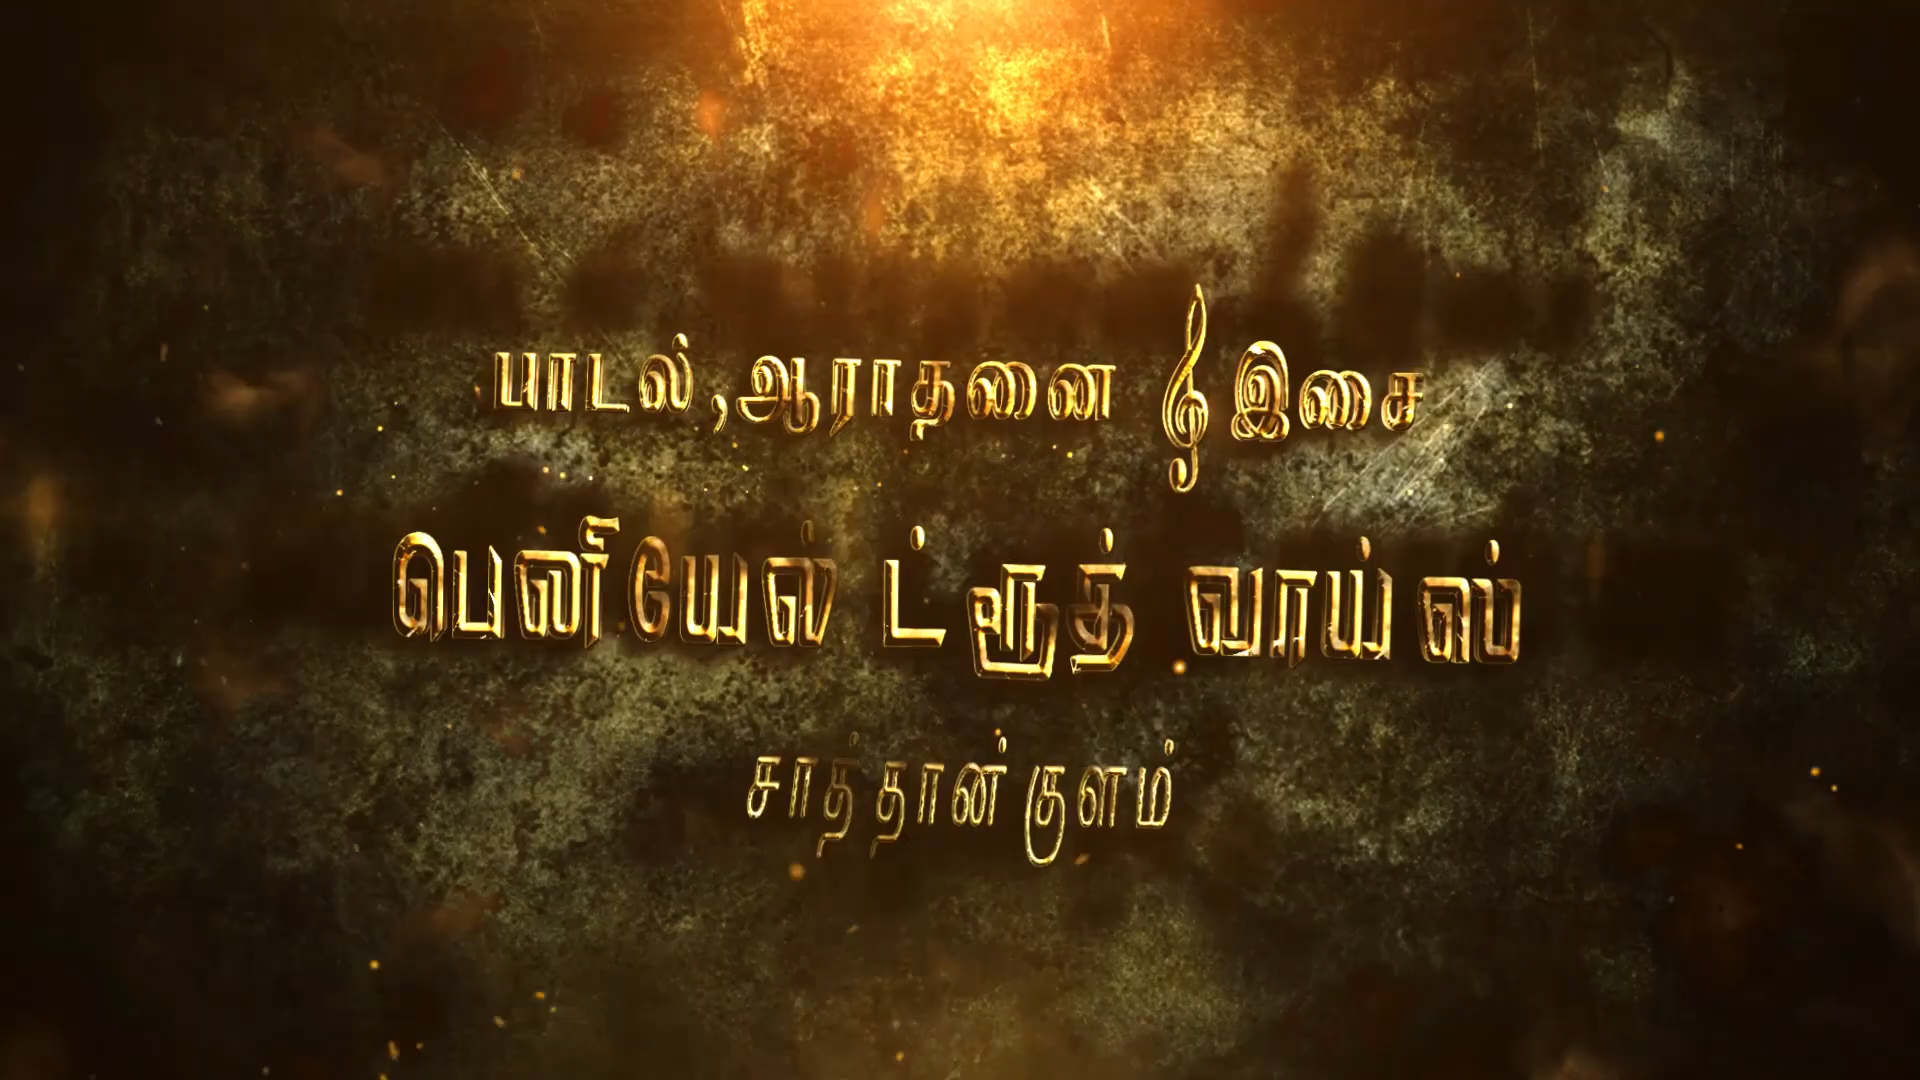 பாடல் ,ஆராதனை 𝄞 இசை
பெனியேல் ட்ரூத் வாய்ஸ்
சாத்தான்குளம்